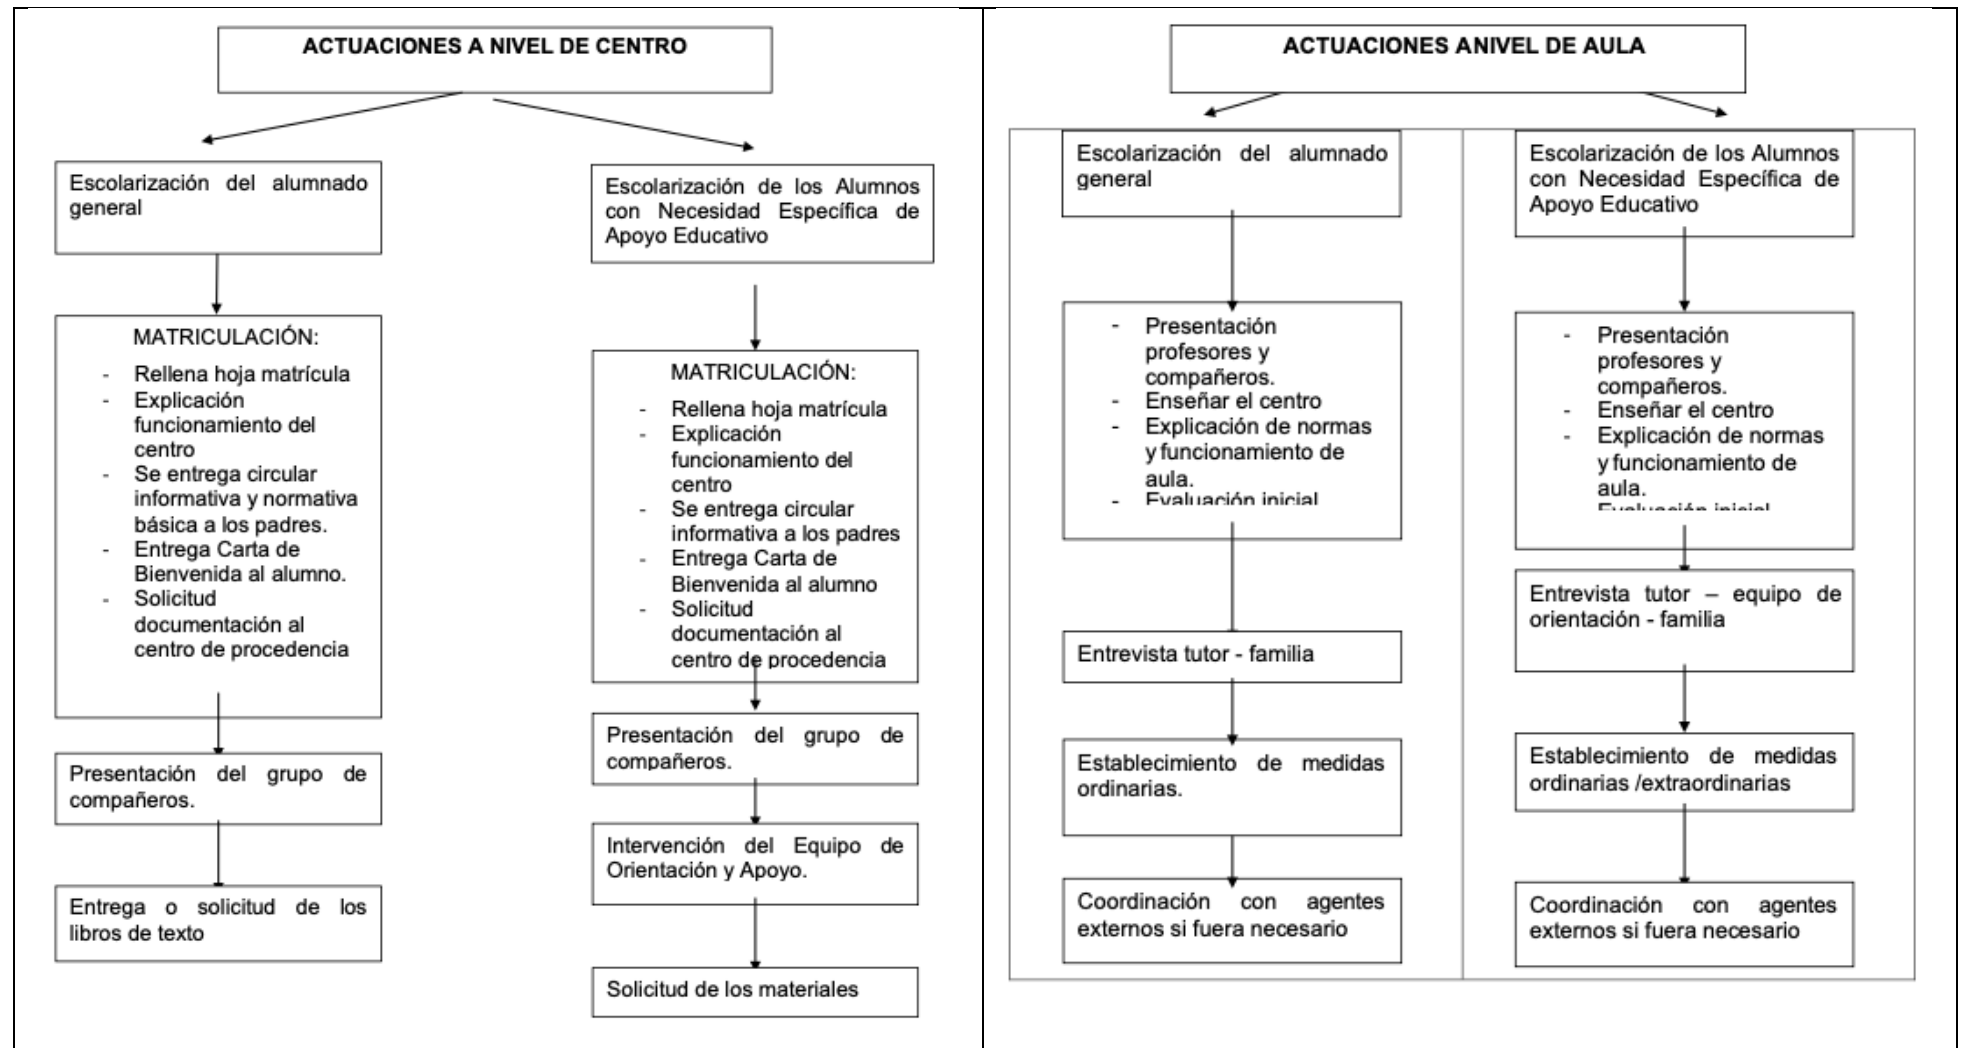 ACTUACIONES A NIVEL DE CENTRO
Escolarización del alumnado
general
MATRICULACIÓN:
- Rellena hoja matrícula
- Explicación
funcionamiento del
centro
- Se entrega circular
informativa y normativa
básica a los padres.
- Entrega Carta de
Bienvenida al alumno.
- Solicitud
documentación al
centro de procedencia
Presentación del grupo de
compañeros.
Entrega o solicitud de los
libros de texto
Escolarización de los Alumnos
con Necesidad Específica de
Apoyo Educativo
MATRICULACIÓN:
- Rellena hoja matrícula
- Explicación
funcionamiento del
centro
- Se entrega circular
informativa a los padres
- Entrega Carta de
Bienvenida al alumno
- Solicitud
documentación al
centro de procedencia
Presentación del grupo de
compañeros.
Intervención del Equipo de
Orientación y Apoyo.
Solicitud de los materiales
ACTUACIONES ANIVEL DE AULA
Escolarización del alumnado
general
- Presentación
profesores y
compañeros.
- Enseñar el centro
- Explicación de normas
y funcionamiento de
aula.
- Evaluación inicial
Entrevista tutor - familia
Establecimiento de medidas
ordinarias.
Coordinación con agentes
externos si fuera necesario
Escolarización de los Alumnos
con Necesidad Específica de
Apoyo Educativo
- Presentación
profesores y
compañeros.
- Enseñar el centro
- Explicación de normas
y funcionamiento de
aula.
Evaluación inicial
Entrevista tutor – equipo de
orientación - familia
Establecimiento de medidas
ordinarias /extraordinarias
Coordinación con agentes
externos si fuera necesario